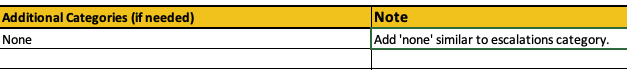 Additional Categories (if needed) Note
None Add 'none' similar to escalations category.